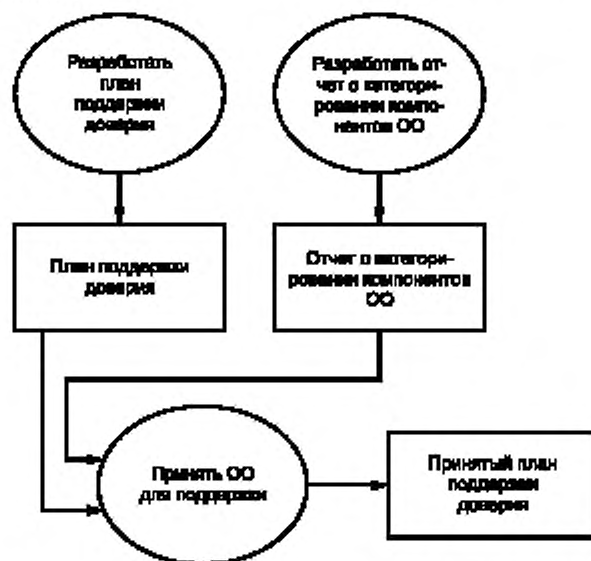 Разработать
план
поддержки
доверия
Разработать от-
чет о категори-
ровании компо-
нентов ОО
План поддержки
доверия
Отчет о категори-
ровании компонентов
ОО
Принять ОО
для поддержки
Принятый план
поддержки
доверия